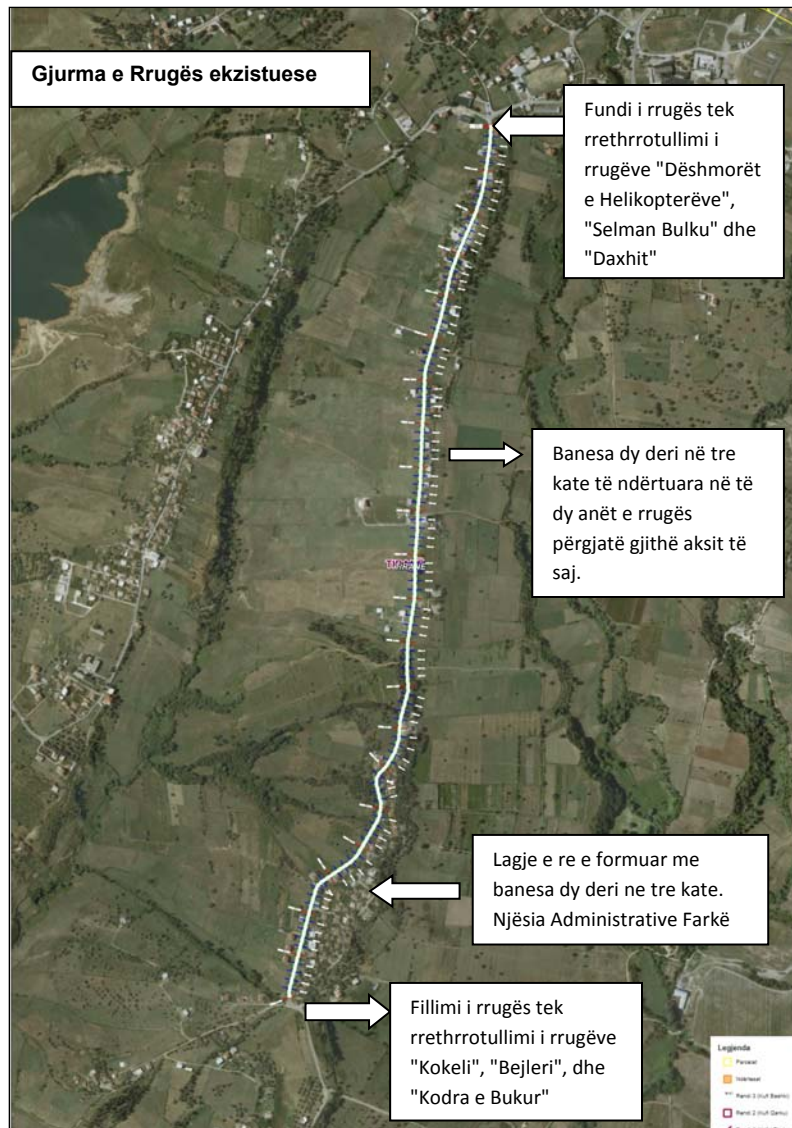 Gjurma e Rrugës ekzistuese
Fundi i rrugës tek
rrethrrotullimi i
rrugëve "Dëshmorët
e Helikopterëve",
"Selman Bulku" dhe
"Daxhit"
Banesa dy deri në tre
kate të ndërtuara në të
dy anët e rrugës
përgjatë gjithë aksit të
saj.
Lagje e re e formuar me
banesa dy deri ne tre kate.
Njësia Administrative Farkë
Fillimi i rrugës tek
rrethrrotullimi i rrugëve
"Kokeli", "Bejleri", dhe
"Kodra e Bukur"
Legjenda
Parcelat
Ndërtesat